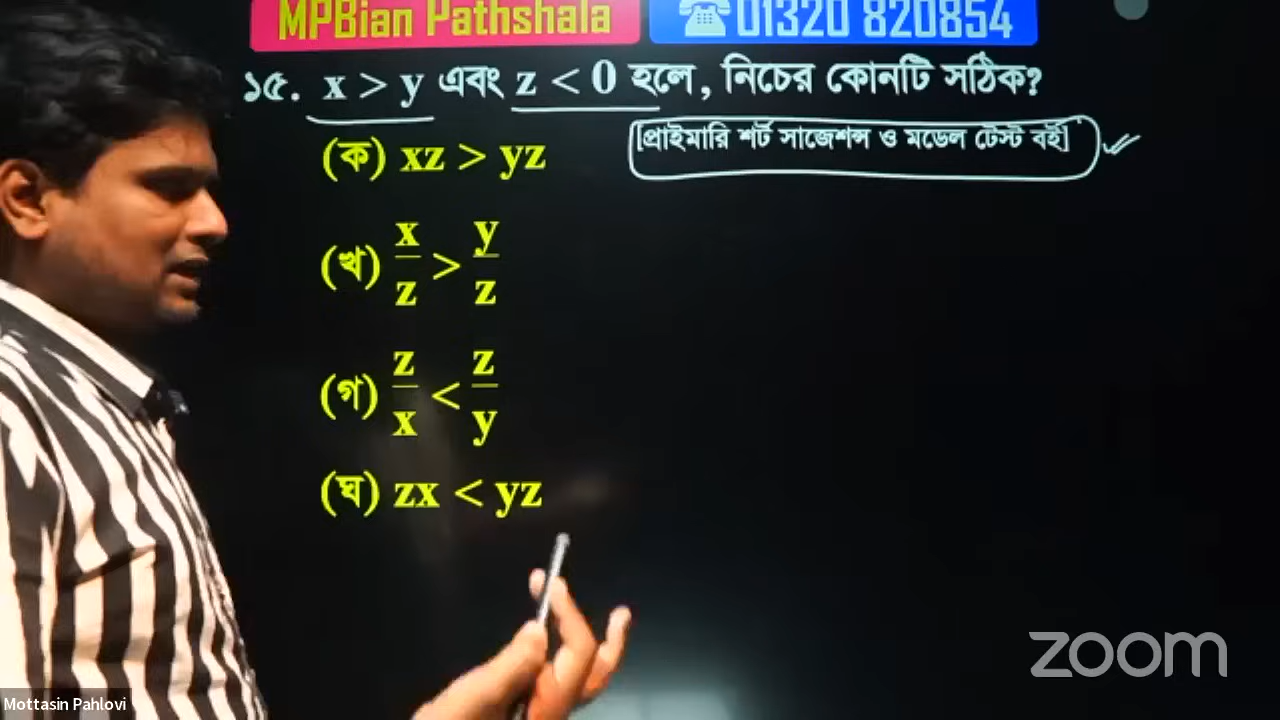 MPBian Pathshala ☎01320 820854
১৫. x > y এবং z < 0 হলে, নিচের কোনটি সঠিক?
[প্রাইমারি শর্ট সাজেশন্স ও মডেল টেস্ট বই]
(ক) xz > yz
(খ) x/z > y/z
(গ) z/x < z/y
(ঘ) zx < yz
zoom
Mottasin Pahlovi